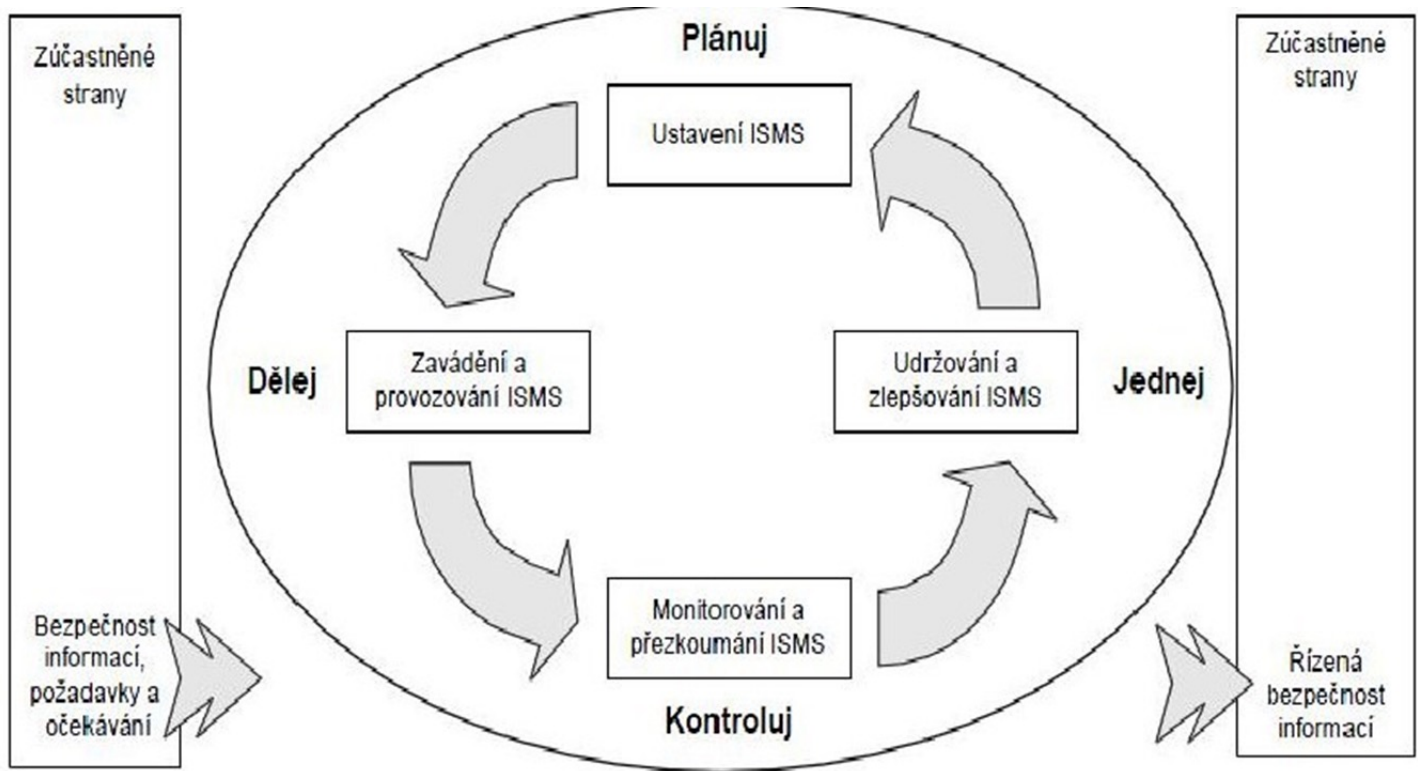 Zúčastněné
strany
Bezpečnost
informací,
požadavky a
očekávání
Plánuj
Ustavení ISMS
Dělej
Zavádění a
provozování ISMS
Udržování a
zlepšování ISMS
Jednej
Monitorování a
přezkoumání ISMS
Kontroluj
Zúčastněné
strany
Řízená
bezpečnost
informací